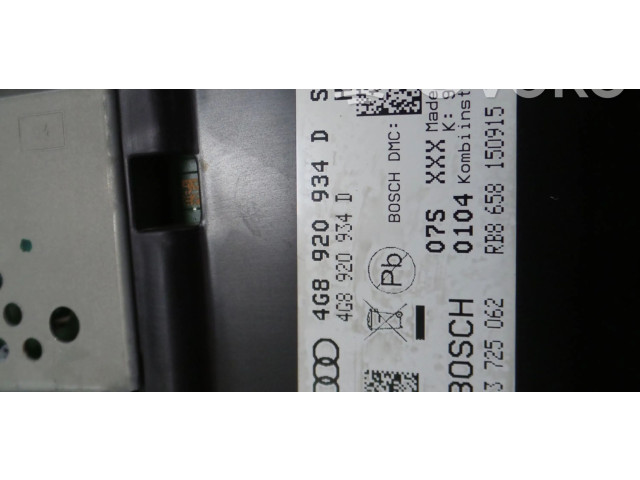 4G8 920 934 D S
4G8 920 934 D
BOSCH DMC:
Pb
07S XXX Made
0104 Kombiinst
BOSCH RB8 658 150915
3 725 062